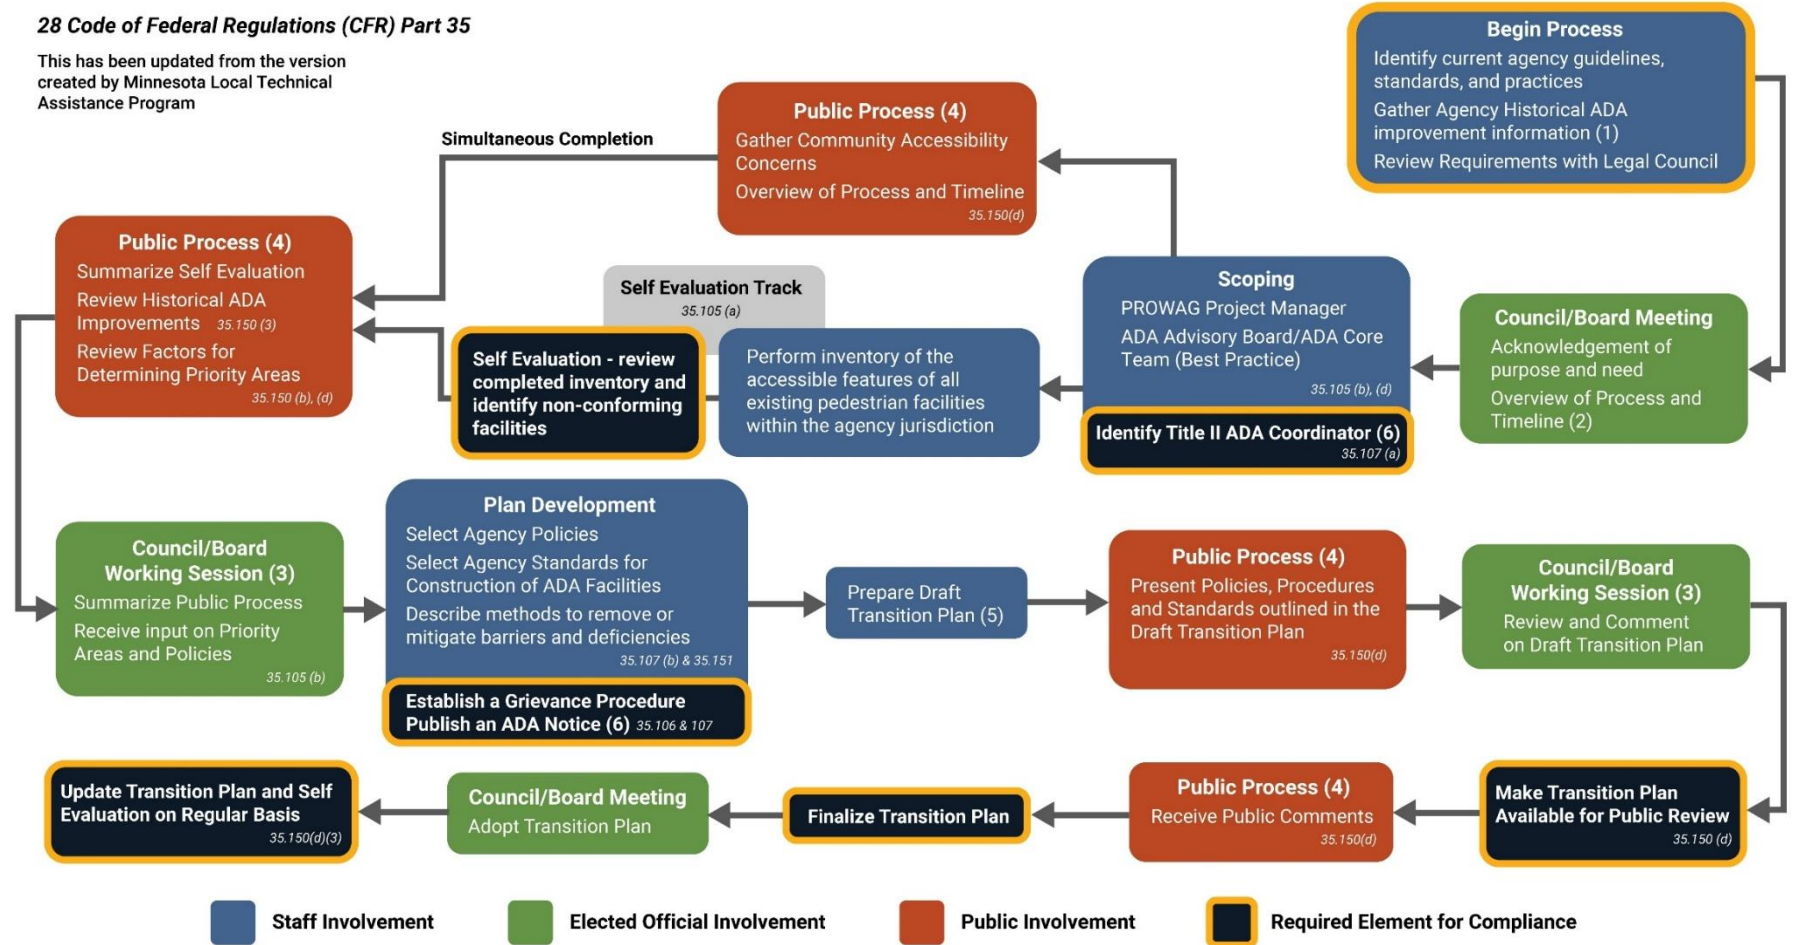 28 Code of Federal Regulations (CFR) Part 35
This has been updated from the version
created by Minnesota Local Technical
Assistance Program
Begin Process
Identify current agency guidelines,
standards, and practices
Gather Agency Historical ADA
improvement information (1)
Review Requirements with Legal Council
Council/Board Meeting
Acknowledgement of
purpose and need
Overview of Process and
Timeline (2)
Scoping
PROWAG Project Manager
ADA Advisory Board/ADA Core
Team (Best Practice)
35.105 (b), (d)
Identify Title II ADA Coordinator (6)
35.107 (a)
Public Process (4)
Gather Community Accessibility
Concerns
Overview of Process and Timeline
35.150(d)
Simultaneous Completion
Self Evaluation Track
35.105 (a)
Perform inventory of the
accessible features of all
existing pedestrian facilities
within the agency jurisdiction
Self Evaluation - review
completed inventory and
identify non-conforming
facilities
Public Process (4)
Summarize Self Evaluation
Review Historical ADA
Improvements 35.150 (3)
Review Factors for
Determining Priority Areas
35.150 (b), (d)
Council/Board
Working Session (3)
Summarize Public Process
Receive input on Priority
Areas and Policies
35.105 (b)
Plan Development
Select Agency Policies
Select Agency Standards for
Construction of ADA Facilities
Describe methods to remove or
mitigate barriers and deficiencies
35.107 (b) & 35.151
Establish a Grievance Procedure
Publish an ADA Notice (6) 35.106 & 107
Prepare Draft
Transition Plan (5)
Public Process (4)
Present Policies, Procedures
and Standards outlined in the
Draft Transition Plan
35.150(d)
Council/Board
Working Session (3)
Review and Comment
on Draft Transition Plan
Make Transition Plan
Available for Public Review
35.150 (d)
Public Process (4)
Receive Public Comments
35.150(d)
Finalize Transition Plan
Council/Board Meeting
Adopt Transition Plan
Update Transition Plan and Self
Evaluation on Regular Basis
35.150(d)(3)
Staff Involvement
Elected Official Involvement
Public Involvement
Required Element for Compliance